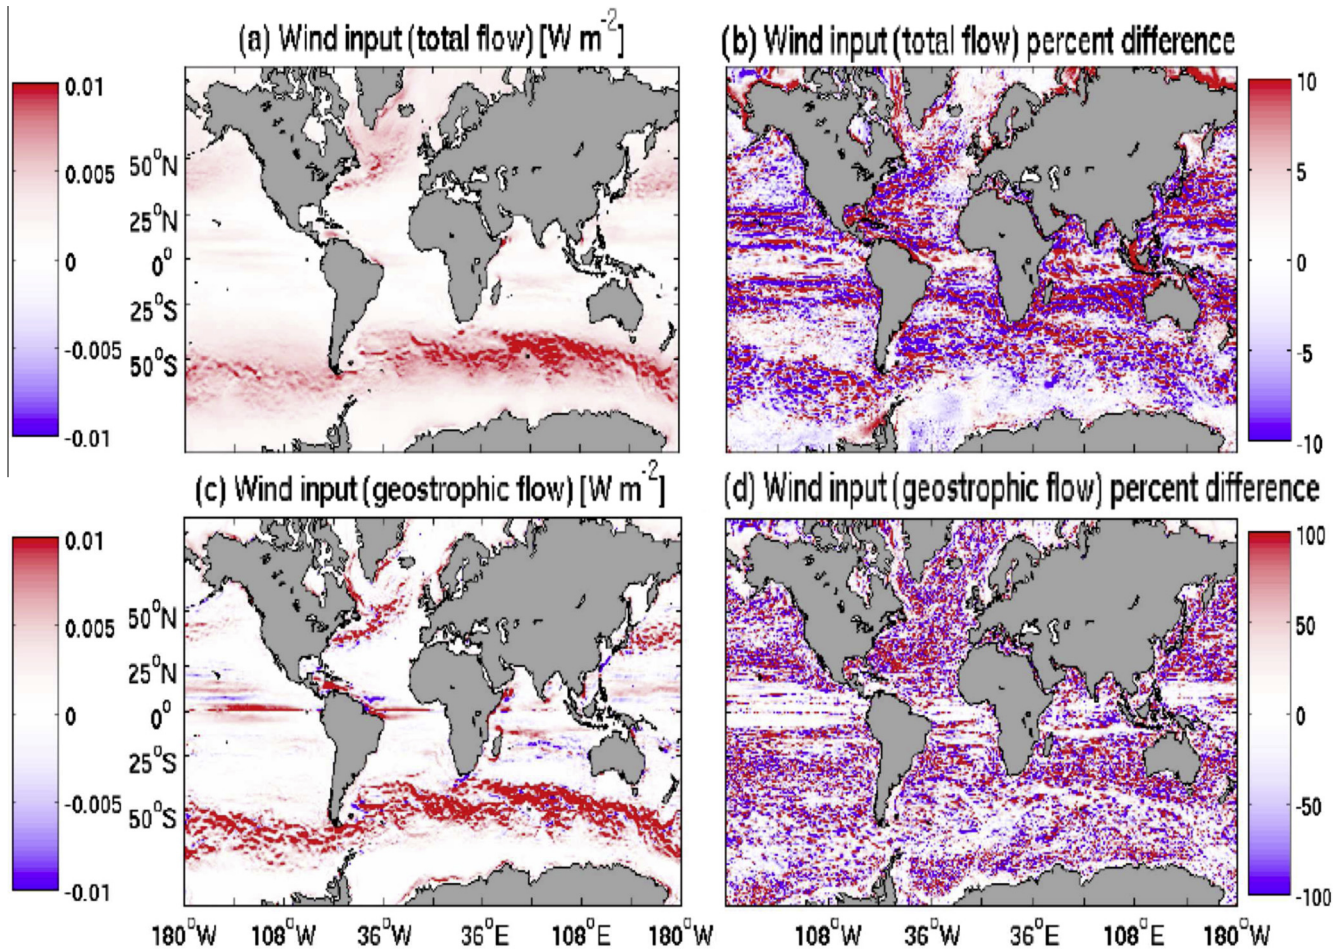 (a) Wind input (total flow) [W m⁻²]
(b) Wind input (total flow) percent difference
0.01
0.005
0
-0.005
-0.01
50°N
25°N
0°
25°S
50°S
10
5
0
-5
-10
(c) Wind input (geostrophic flow) [W m⁻²]
(d) Wind input (geostrophic flow) percent difference
0.01
0.005
0
-0.005
-0.01
50°N
25°N
0°
25°S
50°S
100
50
0
-50
-100
180°W 108°W 36°W 36°E 108°E 180°W
108°W 36°W 36°E 108°E 180°W